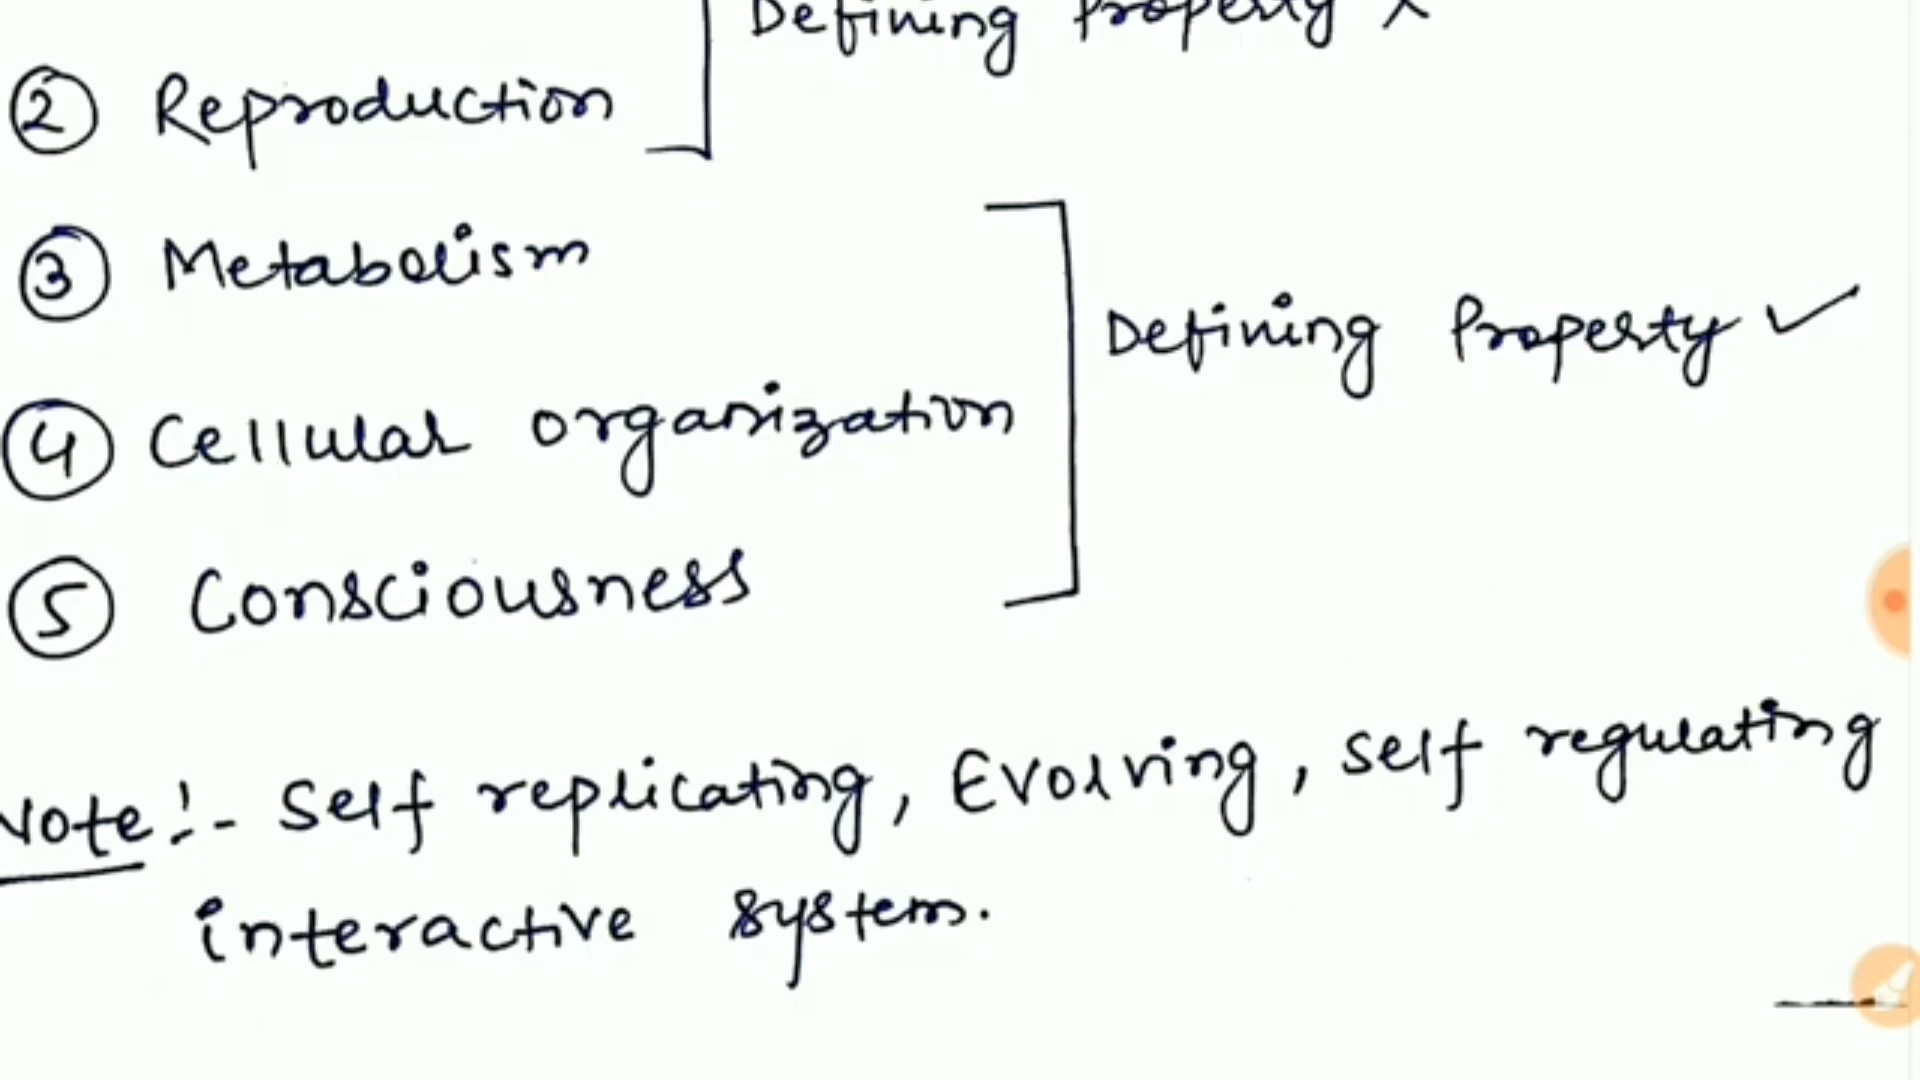 Defining Property ×
② Reproduction
③ Metabolism
Defining Property ✓
④ Cellular organization
⑤ Consciousness
Note:- Self replicating, Evolving, self regulating
interactive system.